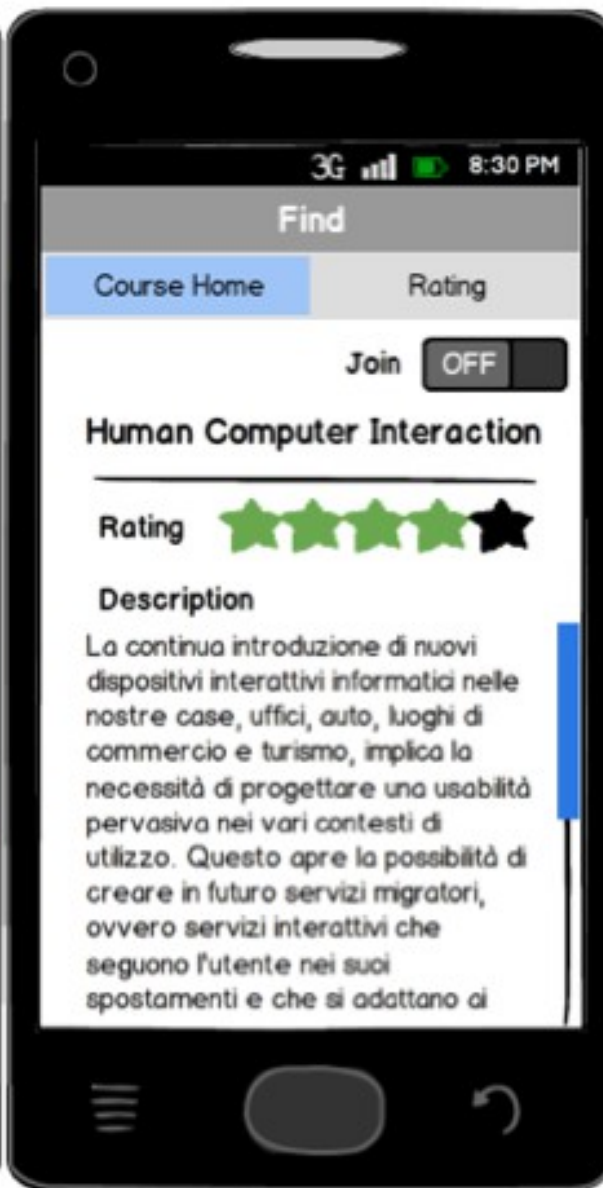 3G 8:30 PM
Find
Course Home Rating
Join OFF
Human Computer Interaction
Rating
Description
La continua introduzione di nuovi
dispositivi interattivi informatici nelle
nostre case, uffici, auto, luoghi di
commercio e turismo, implica la
necessità di progettare una usabilità
pervasiva nei vari contesti di
utilizzo. Questo apre la possibilità di
creare in futuro servizi migratori,
ovvero servizi interattivi che
seguono l'utente nei suoi
spostamenti e che si adattano ai